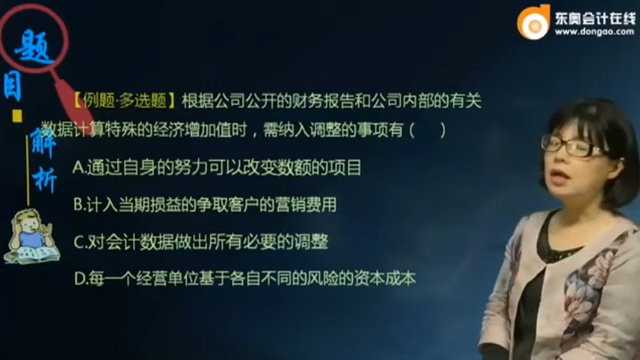 东奥会计在线
www.dongao.com
题目解析
【例题·多选题】根据公司公开的财务报告和公司内部的有关
数据计算特殊的经济增加值时，需纳入调整的事项有（ ）
A.通过自身的努力可以改变数额的项目
B.计入当期损益的争取客户的营销费用
C.对会计数据做出所有必要的调整
D.每一个经营单位基于各自不同的风险的资本成本